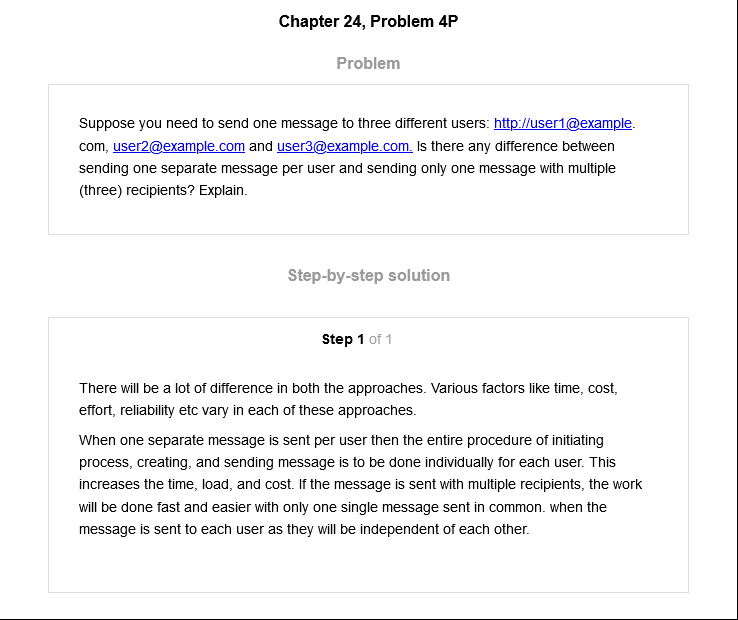 Chapter 24, Problem 4P
Problem
Suppose you need to send one message to three different users: http://user1@example.
com, user2@example.com and user3@example.com. Is there any difference between
sending one separate message per user and sending only one message with multiple
(three) recipients? Explain.
Step-by-step solution
Step 1 of 1
There will be a lot of difference in both the approaches. Various factors like time, cost,
effort, reliability etc vary in each of these approaches.
When one separate message is sent per user then the entire procedure of initiating
process, creating, and sending message is to be done individually for each user. This
increases the time, load, and cost. If the message is sent with multiple recipients, the work
will be done fast and easier with only one single message sent in common. when the
message is sent to each user as they will be independent of each other.